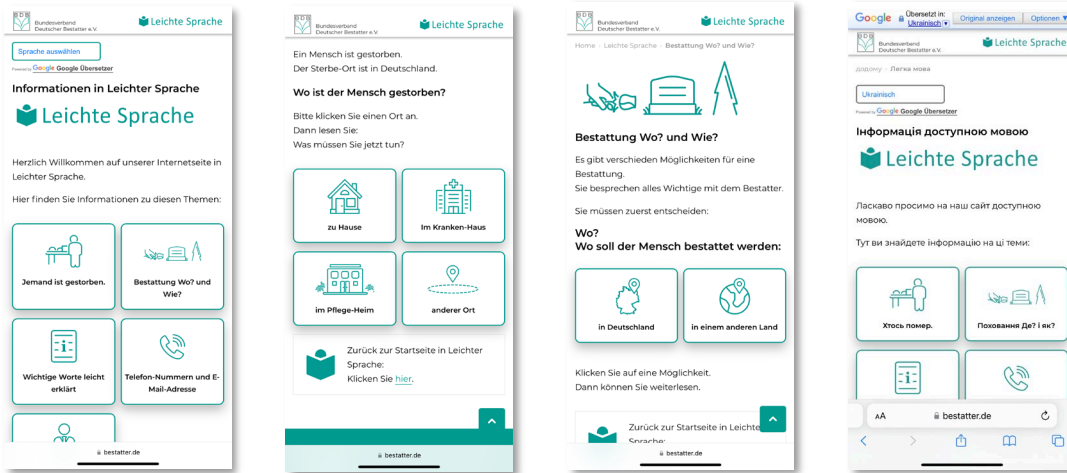 Bundesverband
Deutscher Bestatter e.V.
Leichte Sprache
Sprache auswählen
Powered by Google Google Übersetzer
Informationen in Leichter Sprache
Leichte Sprache
Herzlich Willkommen auf unserer Internetseite in
Leichter Sprache.
Hier finden Sie Informationen zu diesen Themen:
Jemand ist gestorben.
Bestattung Wo? und
Wie?
Wichtige Worte leicht
erklärt
Telefon-Nummern und E-
Mail-Adresse
bestatter.de
Bundesverband
Deutscher Bestatter e.V.
Leichte Sprache
Ein Mensch ist gestorben.
Der Sterbe-Ort ist in Deutschland.
Wo ist der Mensch gestorben?
Bitte klicken Sie einen Ort an.
Dann lesen Sie:
Was müssen Sie jetzt tun?
zu Hause
Im Kranken-Haus
im Pflege-Heim
anderer Ort
Zurück zur Startseite in Leichter
Sprache:
Klicken Sie hier.
bestatter.de
Bundesverband
Deutscher Bestatter e.V.
Leichte Sprache
Home - Leichte Sprache - Bestattung Wo? und Wie?
Bestattung Wo? und Wie?
Es gibt verschieden Möglichkeiten für eine
Bestattung.
Sie besprechen alles Wichtige mit dem Bestatter.
Sie müssen zuerst entscheiden:
Wo?
Wo soll der Mensch bestattet werden:
in Deutschland
in einem anderen Land
Klicken Sie auf eine Möglichkeit.
Dann können Sie weiterlesen.
Zurück zur Startseite in Leichte
Sprache:
bestatter.de
Google Übersetzt in: Ukrainisch Original anzeigen Optionen
Bundesverband
Deutscher Bestatter e.V.
Leichte Sprache
додому - Легка мова
Ukrainisch
Powered by Google Google Übersetzer
Інформація доступною мовою
Leichte Sprache
Ласкаво просимо на наш сайт доступною
мовою.
Тут ви знайдете інформацію на ці теми:
Хтось помер.
Поховання Де? і як?
AA
bestatter.de